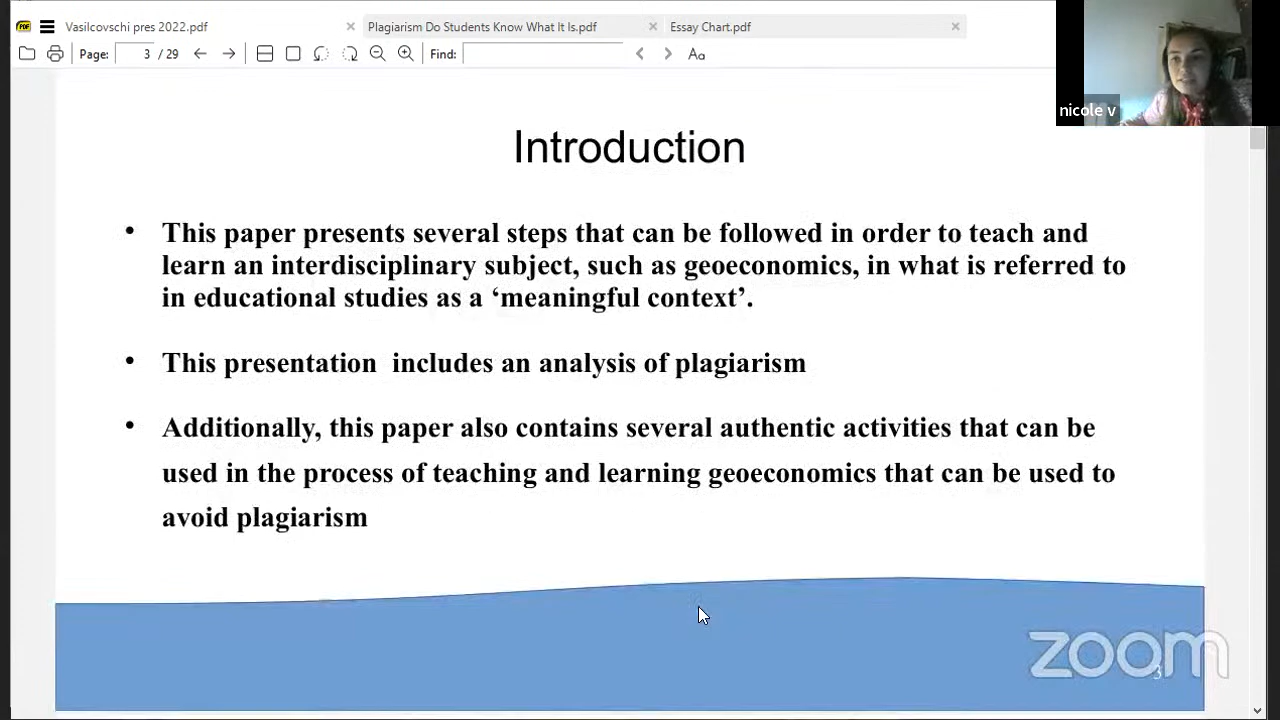 Vasilcovschi pres 2022.pdf
Plagiarism Do Students Know What It Is.pdf
Essay Chart.pdf
Page: 3 / 29
Find:
Aa
nicole v
Introduction
• This paper presents several steps that can be followed in order to teach and
learn an interdisciplinary subject, such as geoeconomics, in what is referred to
in educational studies as a ‘meaningful context’.
• This presentation  includes an analysis of plagiarism
• Additionally, this paper also contains several authentic activities that can be
used in the process of teaching and learning geoeconomics that can be used to
avoid plagiarism
zoom
3